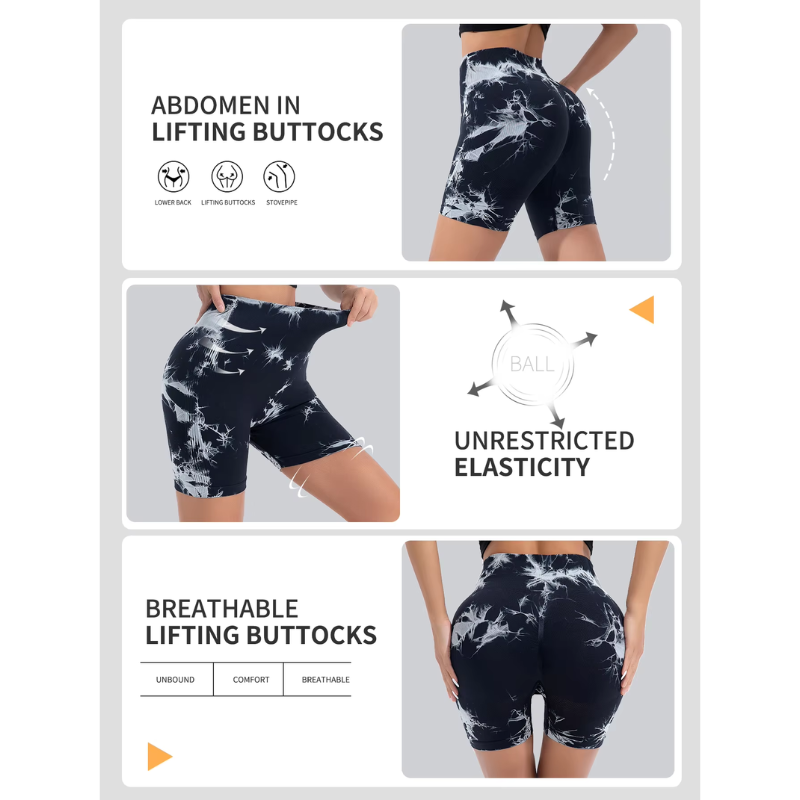 ABDOMEN IN
LIFTING BUTTOCKS
LOWER BACK
LIFTING BUTTOCKS
STOVEPIPE
BALL
UNRESTRICTED
ELASTICITY
BREATHABLE
LIFTING BUTTOCKS
UNBOUND
COMFORT
BREATHABLE